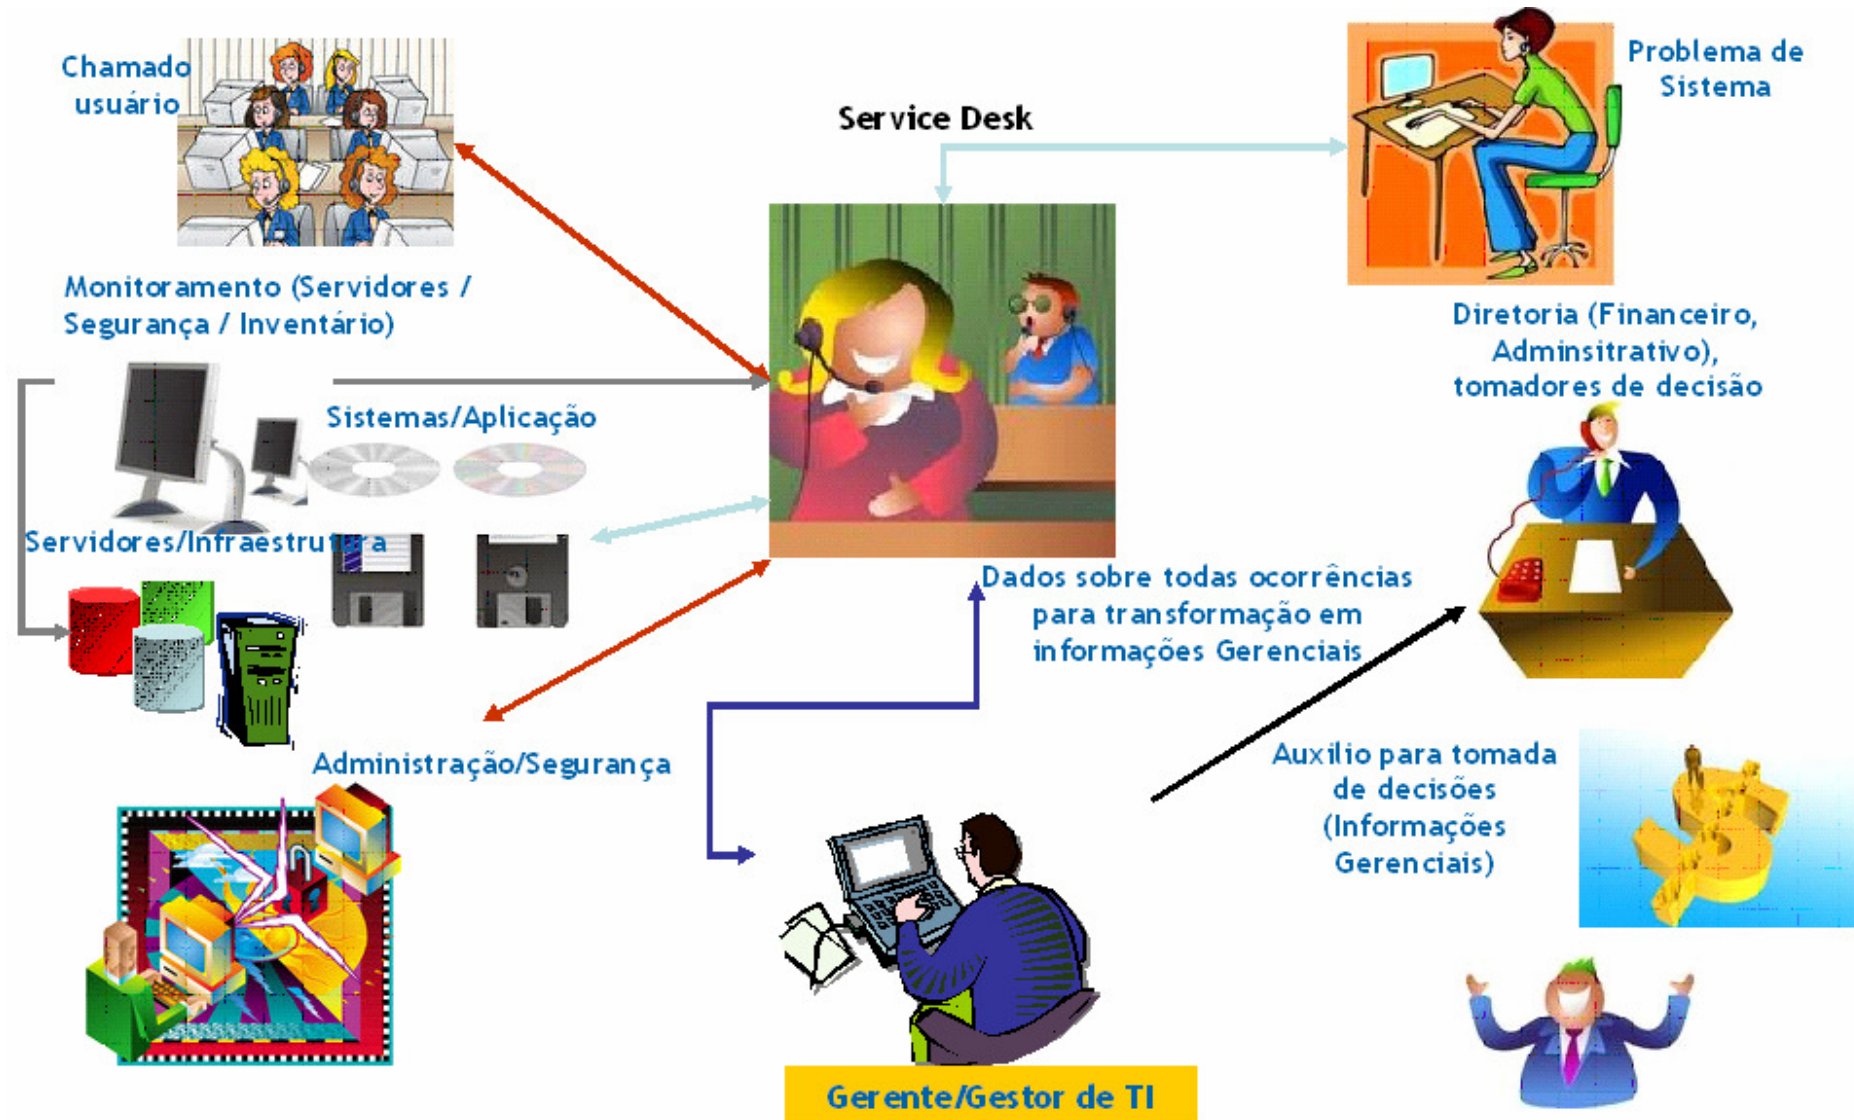 Chamado
usuário
Service Desk
Problema de
Sistema
Monitoramento (Servidores /
Segurança / Inventário)
Diretoria (Financeiro,
Adminsitrativo),
tomadores de decisão
Sistemas/Aplicação
Servidores/Infraestrutura
Dados sobre todas ocorrências
para transformação em
informações Gerenciais
Administração/Segurança
Auxilio para tomada
de decisões
(Informações
Gerenciais)
Gerente/Gestor de TI